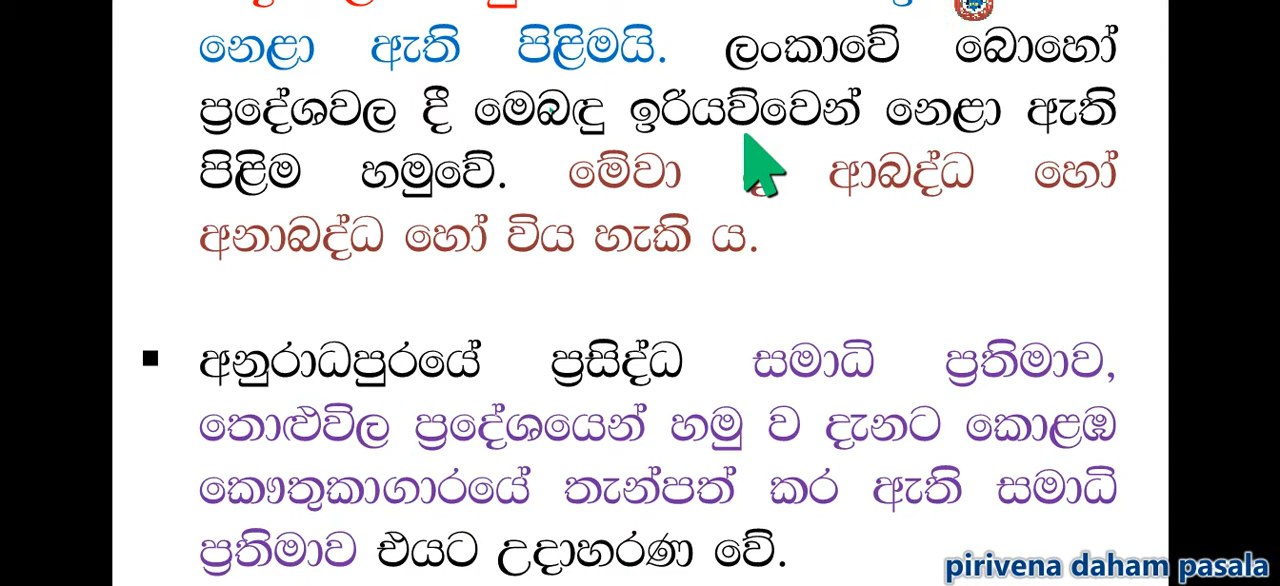 නෙළා ඇති පිළිමයි. ලංකාවේ බොහෝ
ප්‍රදේශවල දී මෙබඳු ඉරියව්වෙන් නෙළා ඇති
පිළිම හමුවේ. මේවා ආබද්ධ හෝ
අනාබද්ධ හෝ විය හැකි ය.
▪ අනුරාධපුරයේ ප්‍රසිද්ධ සමාධි ප්‍රතිමාව,
තොළුවිල ප්‍රදේශයෙන් හමු ව දැනට කොළඹ
කෞතුකාගාරයේ තැන්පත් කර ඇති සමාධි
ප්‍රතිමාව එයට උදාහරණ වේ.
pirivena daham pasala